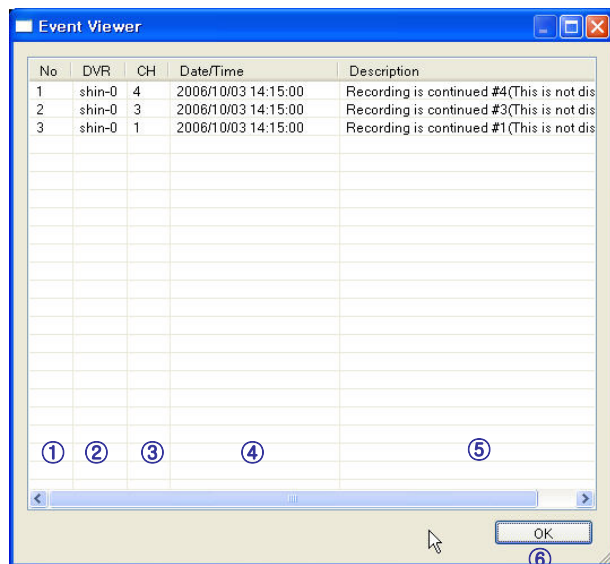 Event Viewer
No DVR CH Date/Time Description
1 shin-0 4 2006/10/03 14:15:00 Recording is continued #4(This is not dis
2 shin-0 3 2006/10/03 14:15:00 Recording is continued #3(This is not dis
3 shin-0 1 2006/10/03 14:15:00 Recording is continued #1(This is not dis
① ② ③ ④ ⑤
OK
⑥